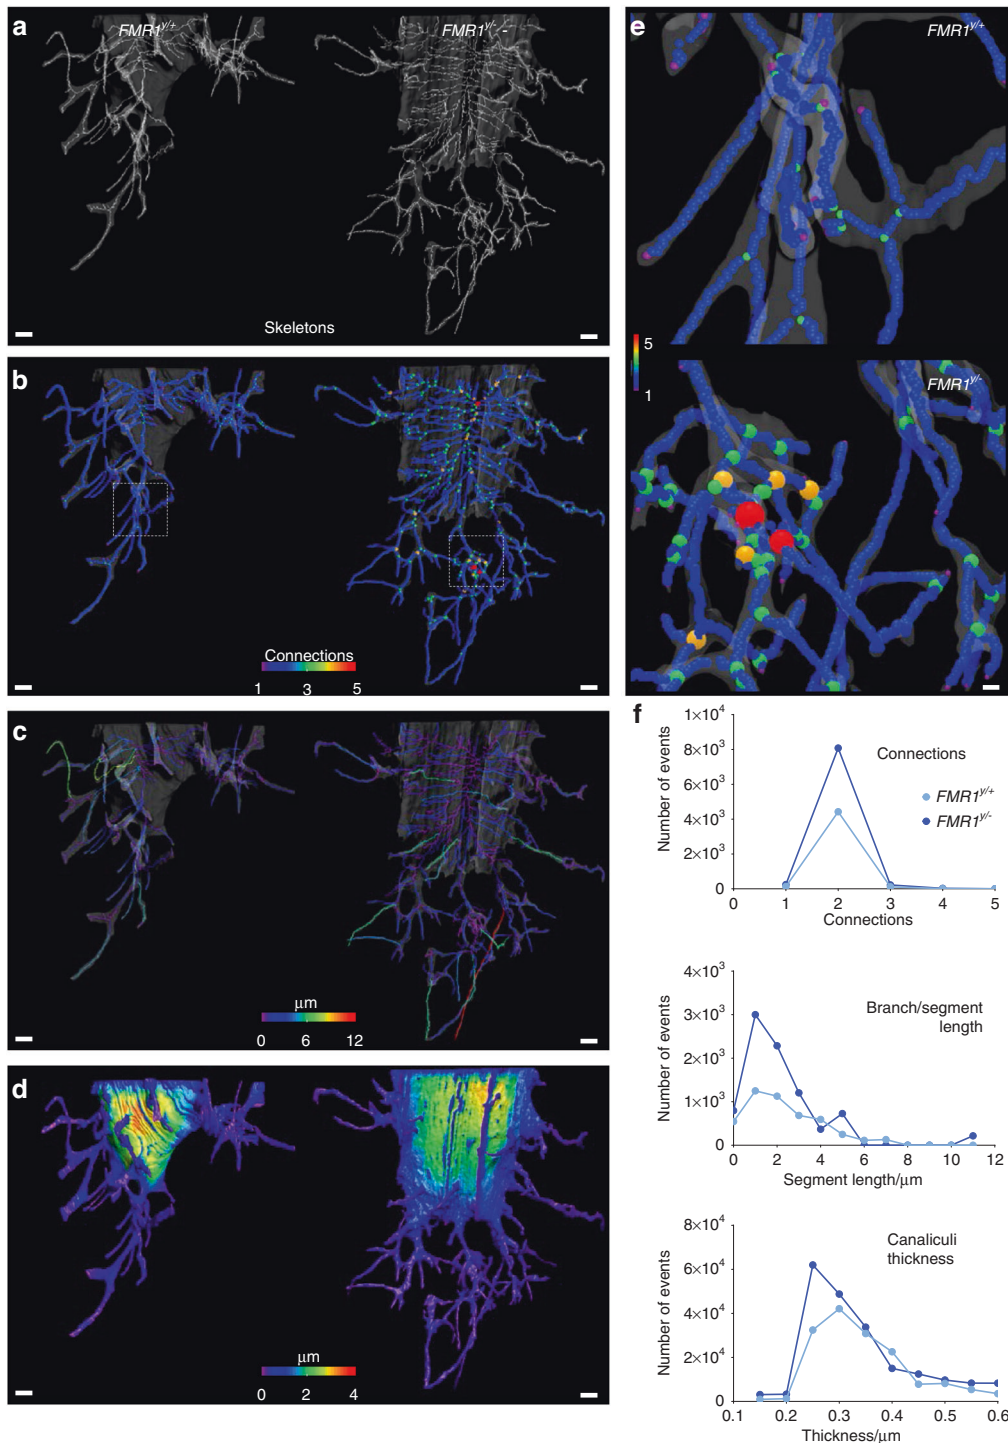 a
FMR1y/+
FMR1y/- -
Skeletons
b
Connections
1 3 5
c
μm
0 6 12
d
μm
0 2 4
e
FMR1y/+
5
1
FMR1y/-
f
1×10⁴
8×10³
6×10³
4×10³
2×10³
0
Number of events
Connections
FMR1y/+
FMR1y/-
0 1 2 3 4 5
Connections
4×10³
3×10³
2×10³
1×10³
0
Number of events
Branch/segment
length
0 2 4 6 8 10 12
Segment length/μm
8×10⁴
6×10⁴
4×10⁴
2×10⁴
0
Number of events
Canaliculi
thickness
0.1 0.2 0.3 0.4 0.5 0.6
Thickness/μm